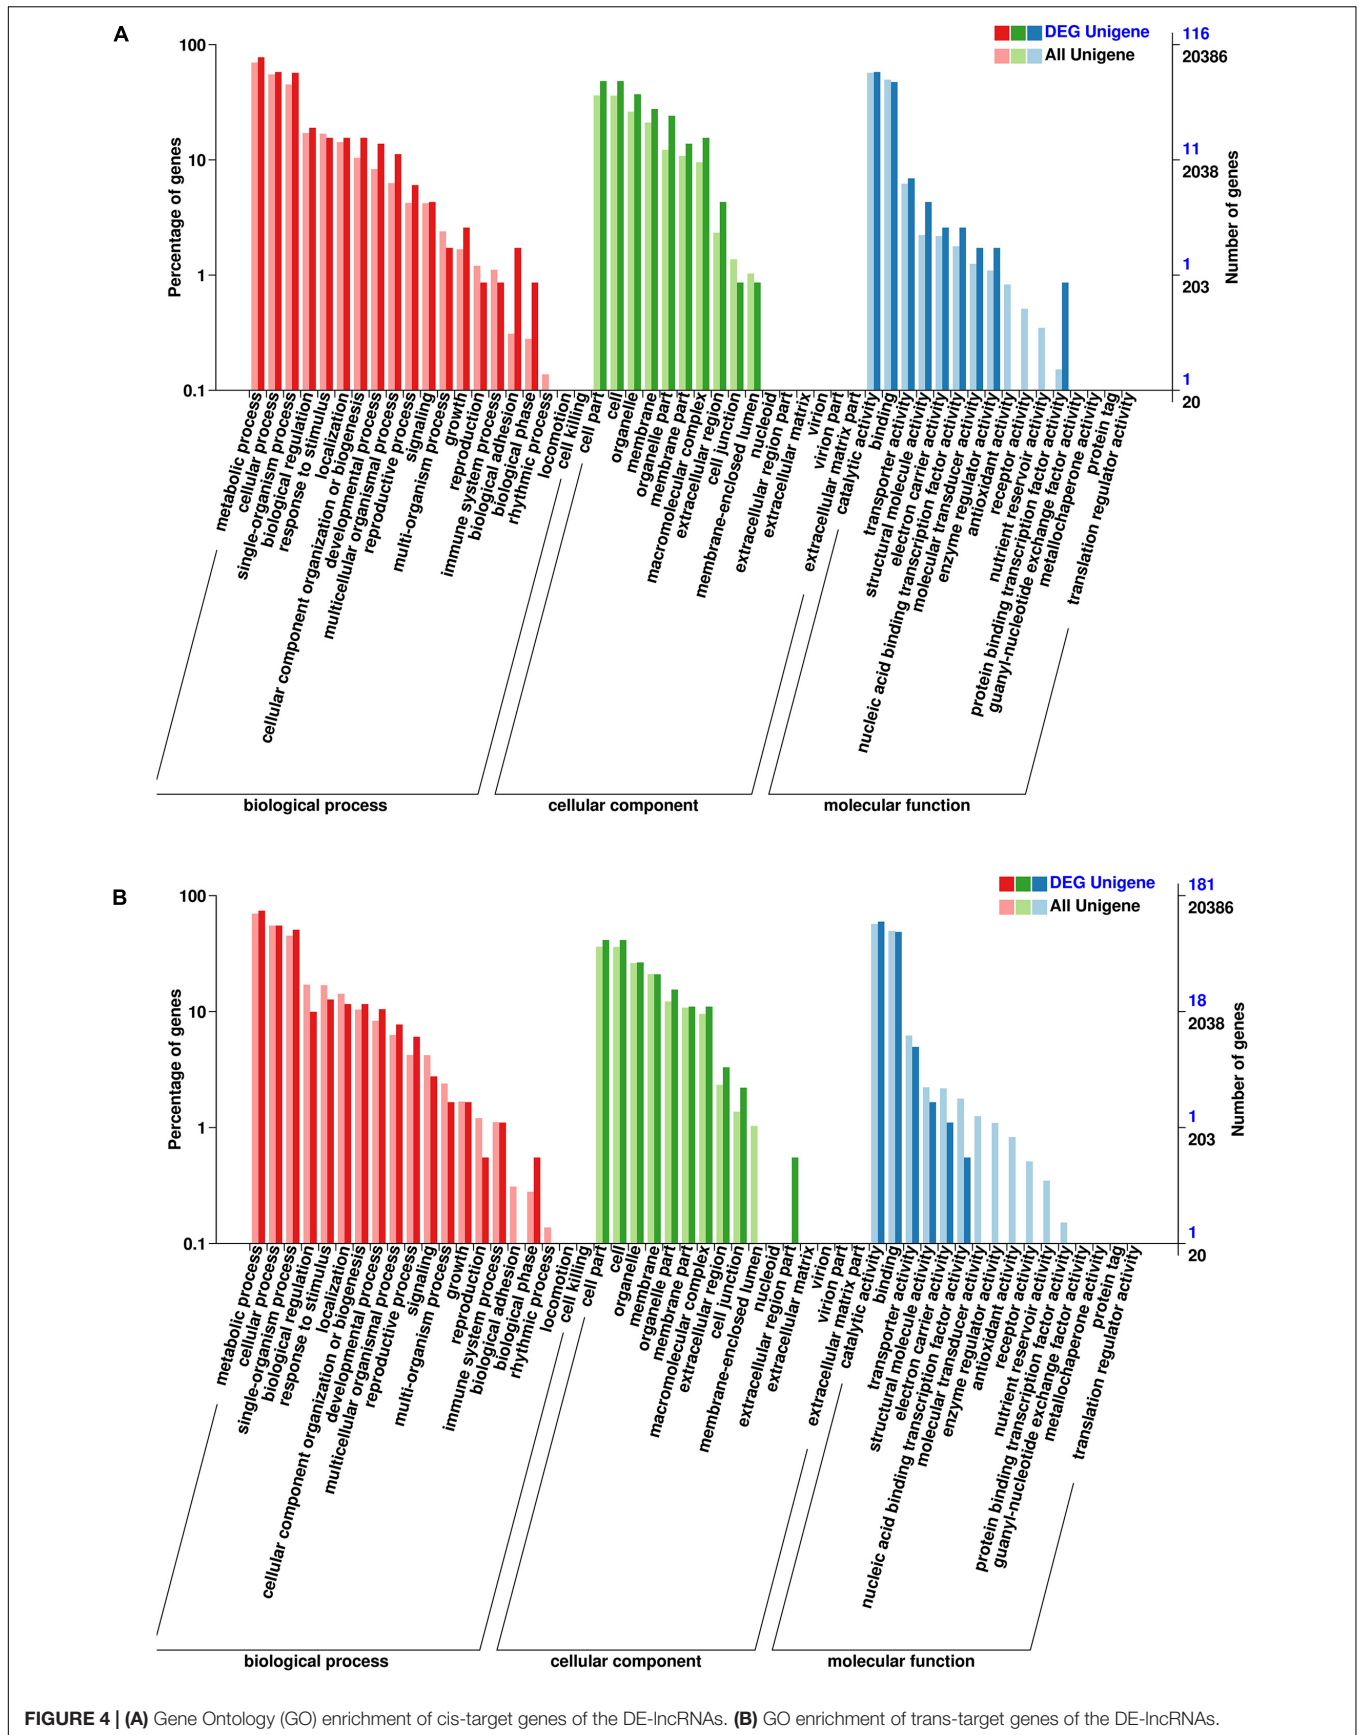 A
DEG Unigene
All Unigene
116
20386
11
2038
1
203
1
20
100
10
1
0.1
Percentage of genes
Number of genes
metabolic process
cellular process
single-organism process
biological regulation
response to stimulus
localization
cellular component organization or biogenesis
developmental process
multicellular organismal process
reproductive process
signaling
multi-organism process
growth
reproduction
immune system process
biological adhesion
biological phase
rhythmic process
locomotion
cell killing
cell part
cell
organelle
membrane
organelle part
membrane part
macromolecular complex
extracellular region
cell junction
membrane-enclosed lumen
nucleoid
extracellular region part
extracellular matrix
virion
virion part
extracellular matrix part
catalytic activity
binding
transporter activity
structural molecule activity
electron carrier activity
nucleic acid binding transcription factor activity
molecular transducer activity
enzyme regulator activity
antioxidant activity
receptor activity
nutrient reservoir activity
protein binding transcription factor activity
guanyl-nucleotide exchange factor activity
metallochaperone activity
protein tag
translation regulator activity
biological process
cellular component
molecular function
B
DEG Unigene
All Unigene
181
20386
18
2038
1
203
1
20
100
10
1
0.1
Percentage of genes
Number of genes
metabolic process
cellular process
single-organism process
biological regulation
response to stimulus
localization
cellular component organization or biogenesis
developmental process
multicellular organismal process
reproductive process
signaling
multi-organism process
growth
reproduction
immune system process
biological adhesion
biological phase
rhythmic process
locomotion
cell killing
cell part
cell
organelle
membrane
organelle part
membrane part
macromolecular complex
extracellular region
cell junction
membrane-enclosed lumen
nucleoid
extracellular region part
extracellular matrix
virion
virion part
extracellular matrix part
catalytic activity
binding
transporter activity
structural molecule activity
electron carrier activity
nucleic acid binding transcription factor activity
molecular transducer activity
enzyme regulator activity
antioxidant activity
receptor activity
nutrient reservoir activity
protein binding transcription factor activity
guanyl-nucleotide exchange factor activity
metallochaperone activity
protein tag
translation regulator activity
biological process
cellular component
molecular function
FIGURE 4 | (A) Gene Ontology (GO) enrichment of cis-target genes of the DE-lncRNAs. (B) GO enrichment of trans-target genes of the DE-lncRNAs.